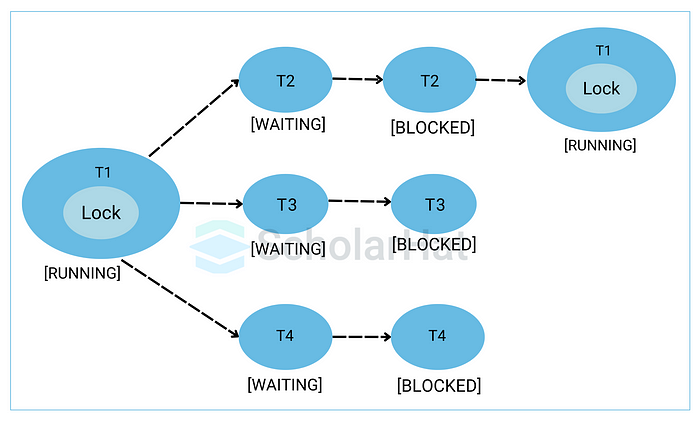 T1
Lock
[RUNNING]
T2
[WAITING]
T2
[BLOCKED]
T1
Lock
[RUNNING]
T3
[WAITING]
T3
[BLOCKED]
ScholarHat
T4
[WAITING]
T4
[BLOCKED]